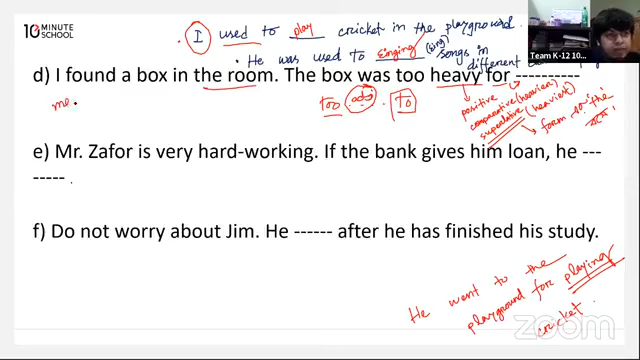 10 MINUTE SCHOOL
I used to play cricket in the playground.
He was used to singing (sing) songs in different
d) I found a box in the room. The box was too heavy for ----------
me
too adj. to
positive
comparative (heavier)
superlative (heaviest)
form
"the"
e) Mr. Zafor is very hard-working. If the bank gives him loan, he ---
--------.
f) Do not worry about Jim. He ------ after he has finished his study.
He went to the
playground for playing
cricket.
Team K-12 10
zoom